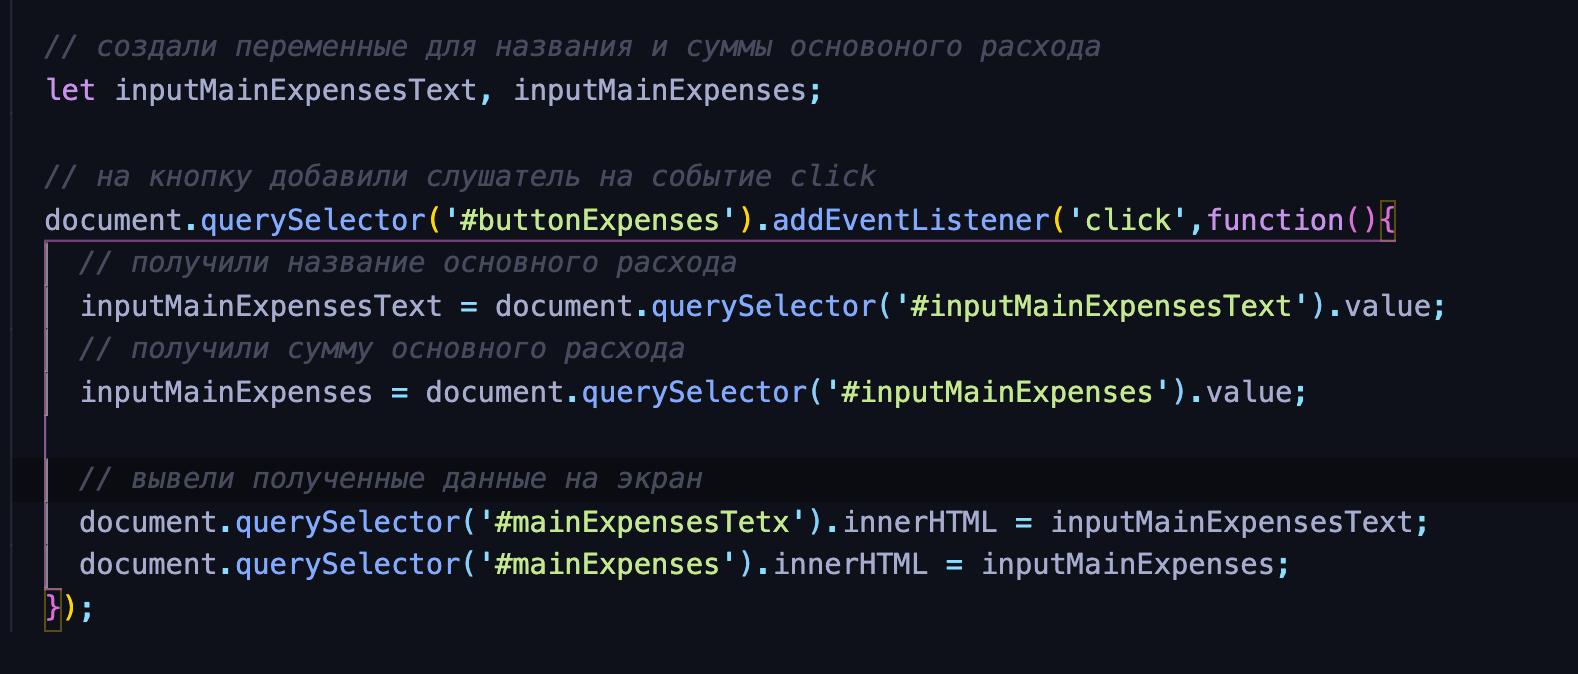 // создали переменные для названия и суммы основоного расхода
let inputMainExpensesText, inputMainExpenses;
// на кнопку добавили слушатель на событие click
document.querySelector('#buttonExpenses').addEventListener('click',function(){
// получили название основного расхода
inputMainExpensesText = document.querySelector('#inputMainExpensesText').value;
// получили сумму основного расхода
inputMainExpenses = document.querySelector('#inputMainExpenses').value;
// вывели полученные данные на экран
document.querySelector('#mainExpensesTetx').innerHTML = inputMainExpensesText;
document.querySelector('#mainExpenses').innerHTML = inputMainExpenses;
});